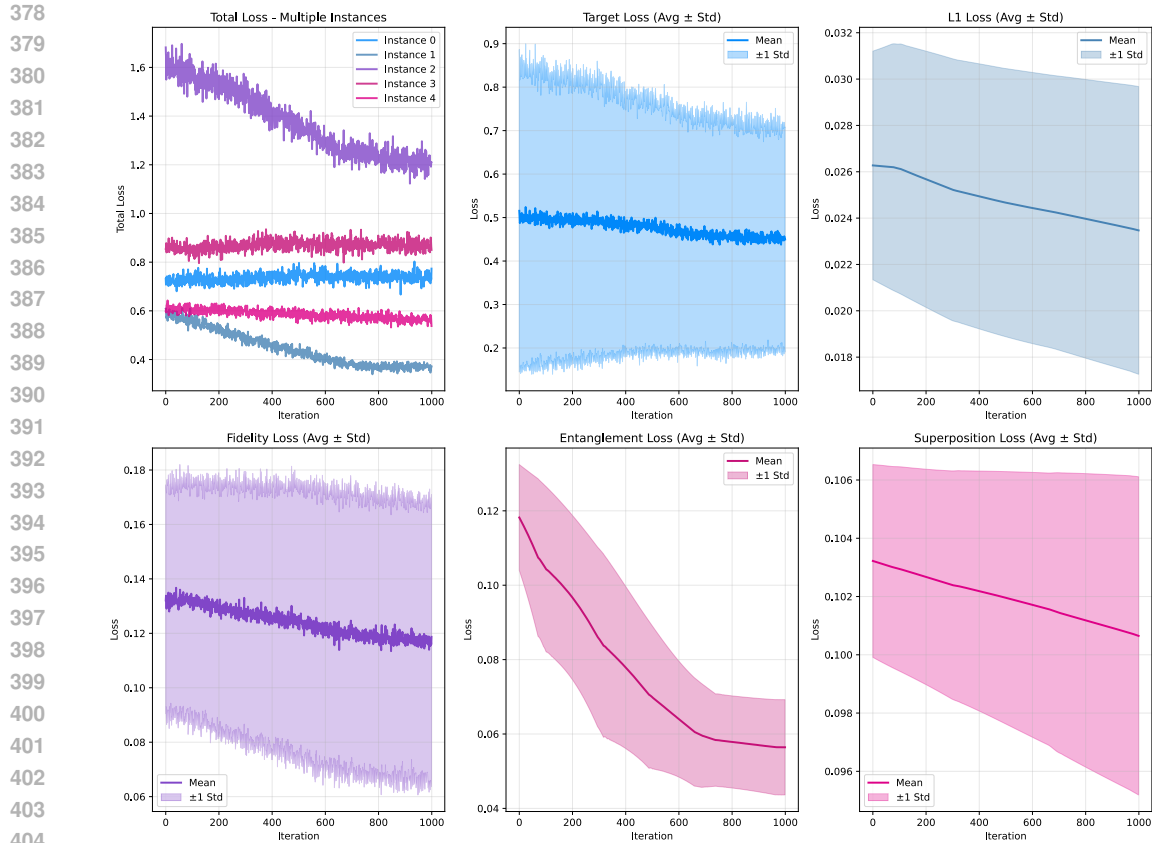 378
379
380
381
382
383
384
385
386
387
388
389
390
391
392
393
394
395
396
397
398
399
400
401
402
403
404
Total Loss - Multiple Instances
Total Loss
1.6
1.4
1.2
1.0
0.8
0.6
0.4
0 200 400 600 800 1000
Iteration
Instance 0
Instance 1
Instance 2
Instance 3
Instance 4
Target Loss (Avg ± Std)
Loss
0.9
0.8
0.7
0.6
0.5
0.4
0.3
0.2
0 200 400 600 800 1000
Iteration
Mean
±1 Std
L1 Loss (Avg ± Std)
Loss
0.032
0.030
0.028
0.026
0.024
0.022
0.020
0.018
0 200 400 600 800 1000
Iteration
Mean
±1 Std
Fidelity Loss (Avg ± Std)
Loss
0.18
0.16
0.14
0.12
0.10
0.08
0.06
0 200 400 600 800 1000
Iteration
Mean
±1 Std
Entanglement Loss (Avg ± Std)
Loss
0.12
0.10
0.08
0.06
0.04
0 200 400 600 800 1000
Iteration
Mean
±1 Std
Superposition Loss (Avg ± Std)
Loss
0.106
0.104
0.102
0.100
0.098
0.096
0 200 400 600 800 1000
Iteration
Mean
±1 Std